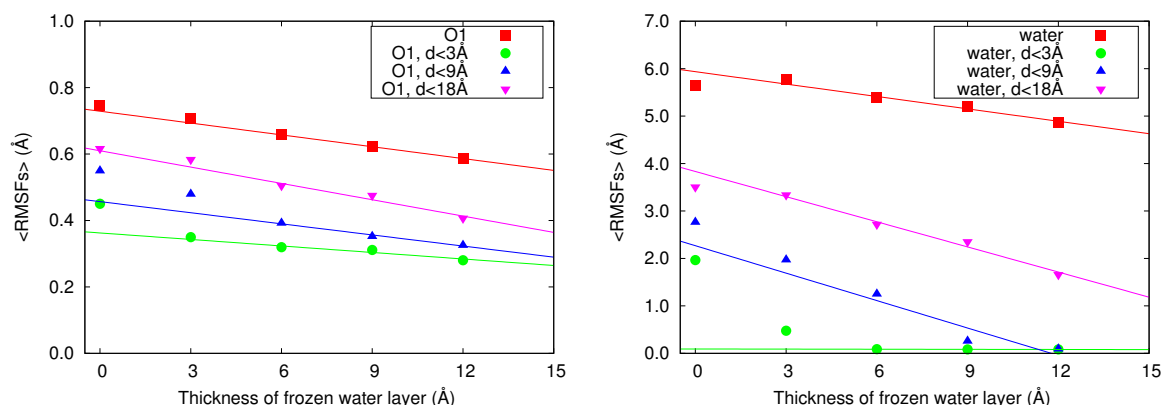 1.0
0.8
0.6
0.4
0.2
0.0
<RMSFs> (Å)
O1
O1, d<3Å
O1, d<9Å
O1, d<18Å
0 3 6 9 12 15
Thickness of frozen water layer (Å)
7.0
6.0
5.0
4.0
3.0
2.0
1.0
0.0
<RMSFs> (Å)
water
water, d<3Å
water, d<9Å
water, d<18Å
0 3 6 9 12 15
Thickness of frozen water layer (Å)